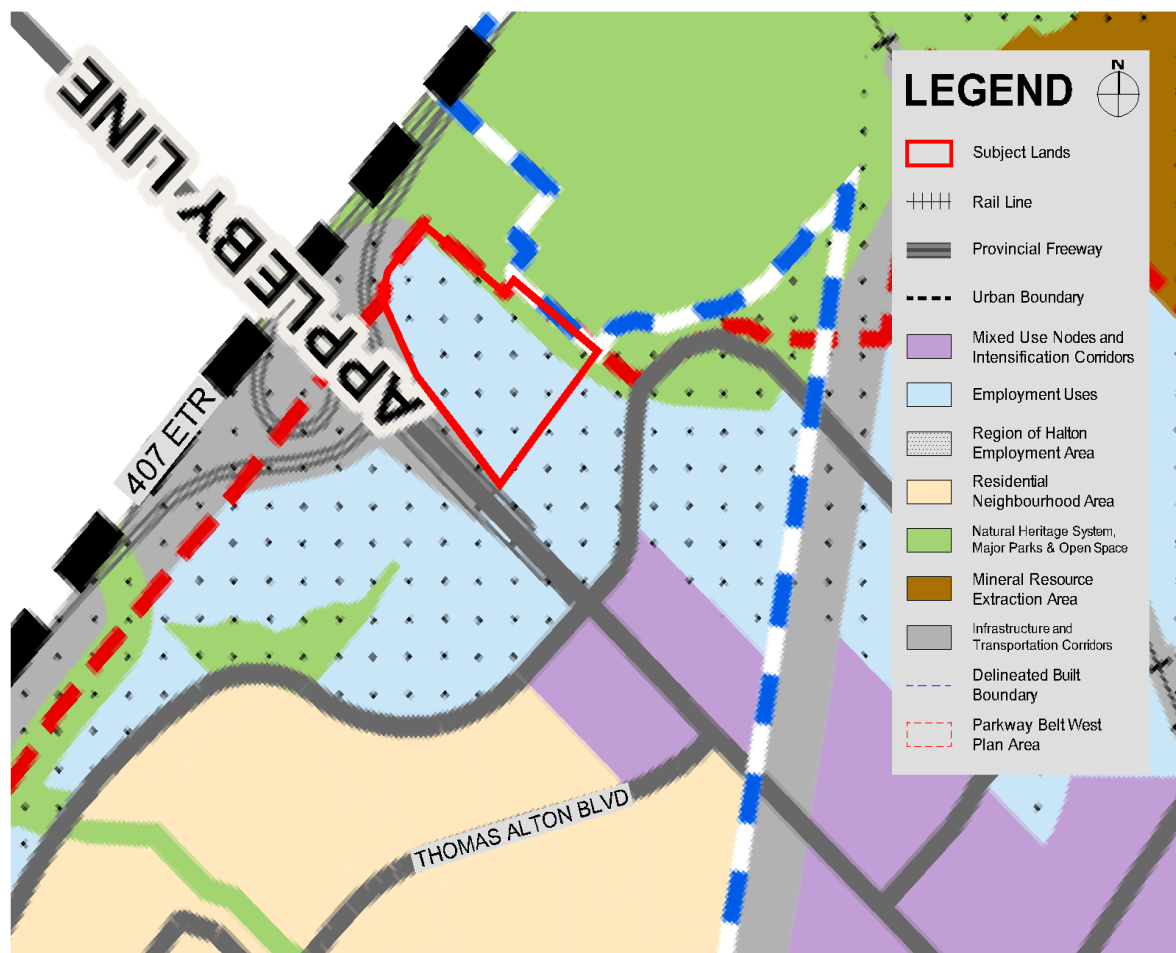 APPLEBY LINE
407 ETR
THOMAS ALTON BLVD
LEGEND
N
Subject Lands
Rail Line
Provincial Freeway
Urban Boundary
Mixed Use Nodes and
Intensification Corridors
Employment Uses
Region of Halton
Employment Area
Residential
Neighbourhood Area
Natural Heritage System,
Major Parks & Open Space
Mineral Resource
Extraction Area
Infrastructure and
Transportation Corridors
Delineated Built
Boundary
Parkway Belt West
Plan Area